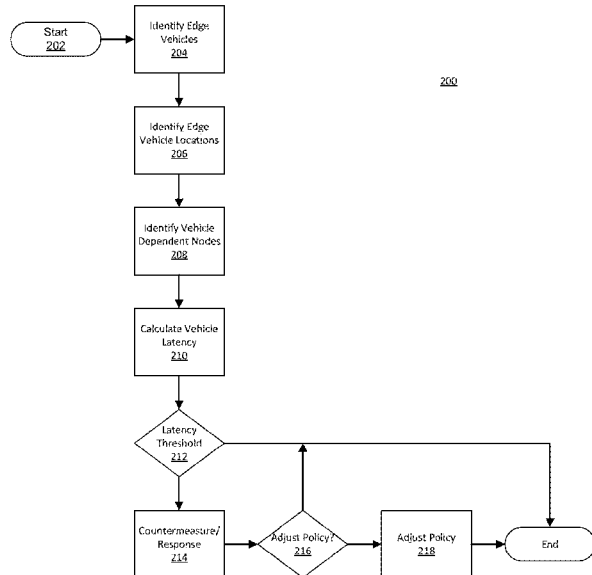 Start
202
Identify Edge
Vehicles
204
200
Identify Edge
Vehicle Locations
206
Identify Vehicle
Dependent Nodes
208
Calculate Vehicle
Latency
210
Latency
Threshold
212
Countermeasure/
Response
214
Adjust Policy?
216
Adjust Policy
218
End